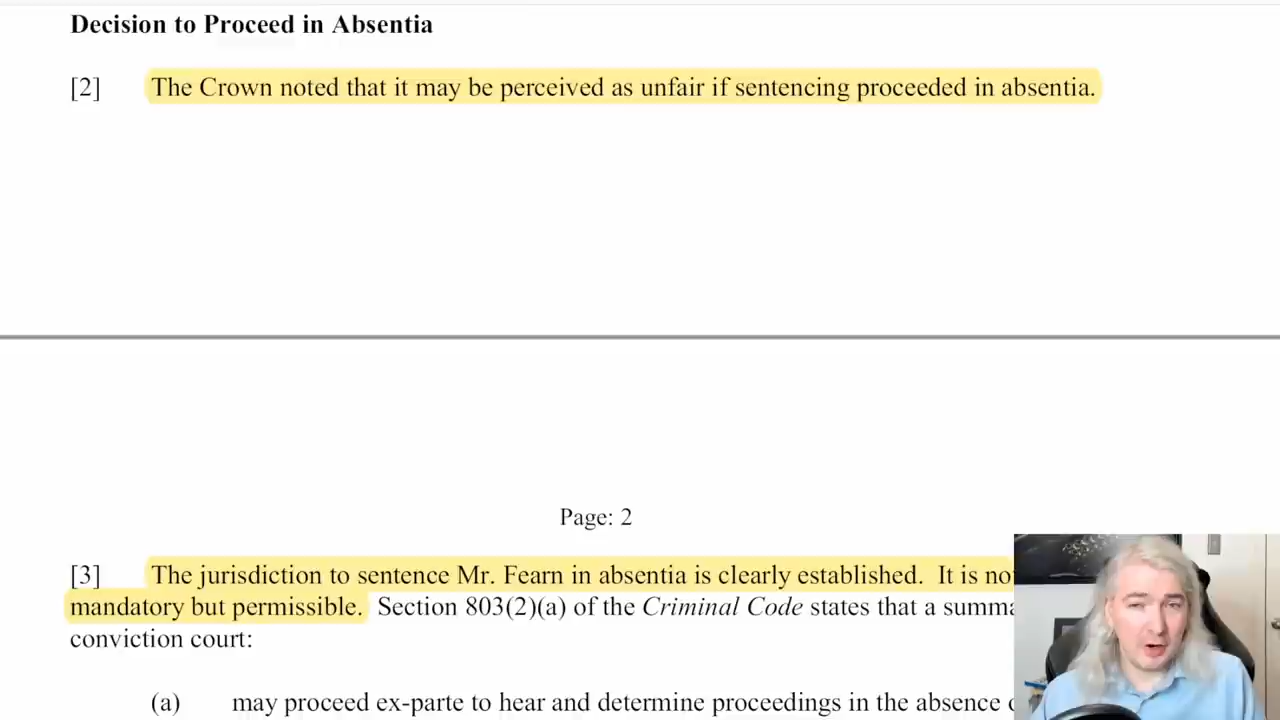 Decision to Proceed in Absentia
[2] The Crown noted that it may be perceived as unfair if sentencing proceeded in absentia.
Page: 2
[3] The jurisdiction to sentence Mr. Fearn in absentia is clearly established. It is
mandatory but permissible. Section 803(2)(a) of the Criminal Code states that a
conviction court:
(a) may proceed ex-parte to hear and determine proceedings in the absence